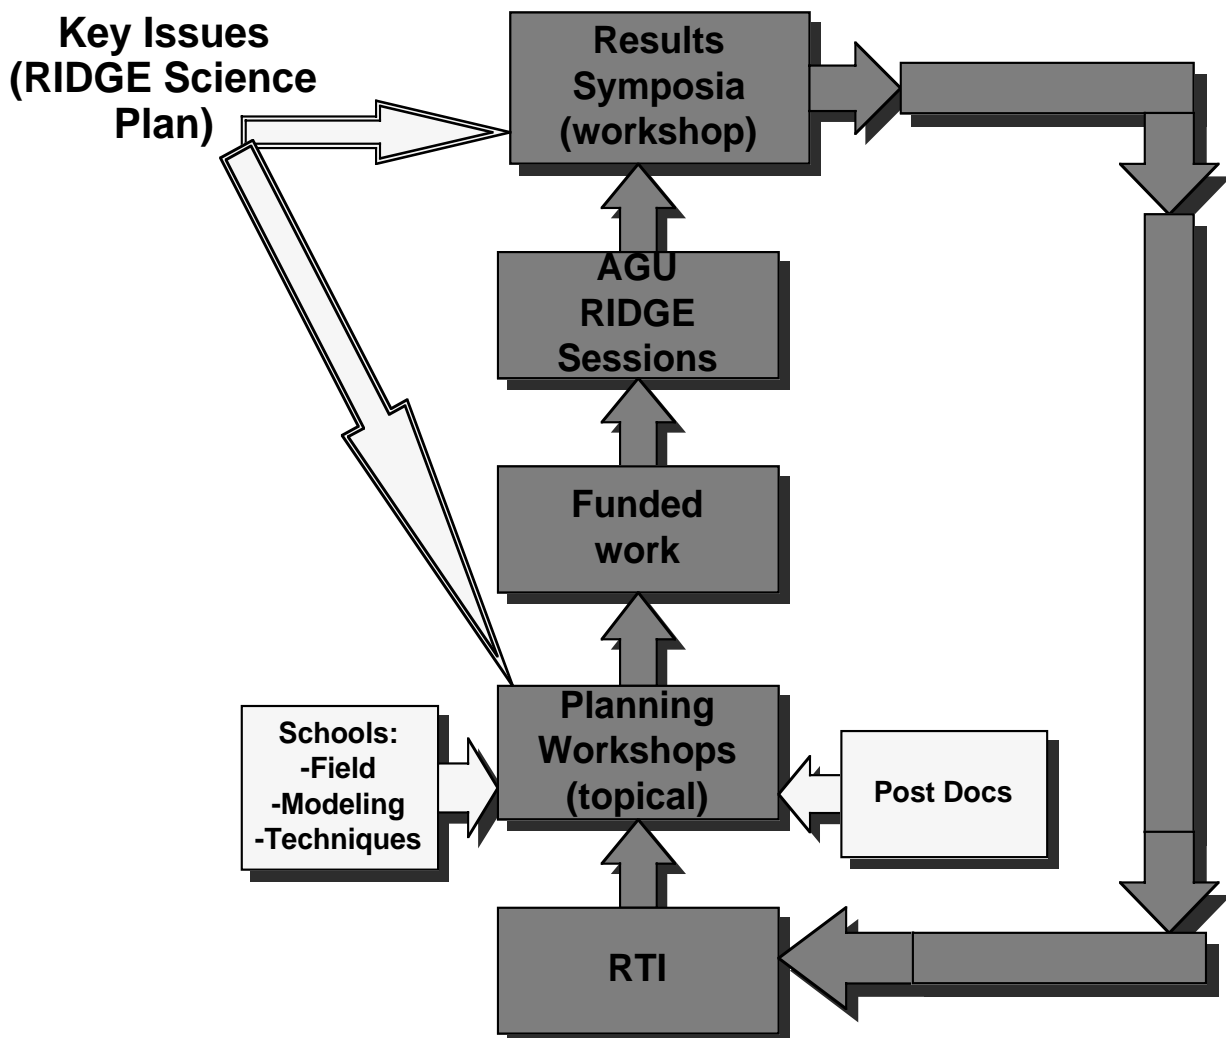 Key Issues
(RIDGE Science
Plan)
Results
Symposia
(workshop)
AGU
RIDGE
Sessions
Funded
work
Planning
Workshops
(topical)
Schools:
-Field
-Modeling
-Techniques
Post Docs
RTI